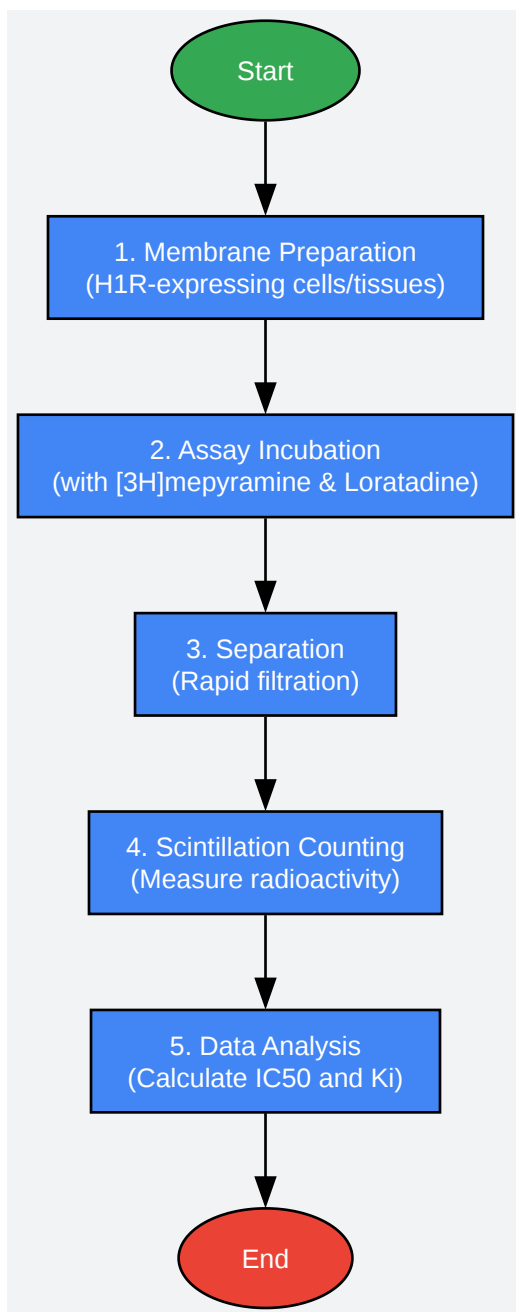 Start
1. Membrane Preparation
(H1R-expressing cells/tissues)
2. Assay Incubation
(with [3H]mepyramine & Loratadine)
3. Separation
(Rapid filtration)
4. Scintillation Counting
(Measure radioactivity)
5. Data Analysis
(Calculate IC50 and Ki)
End